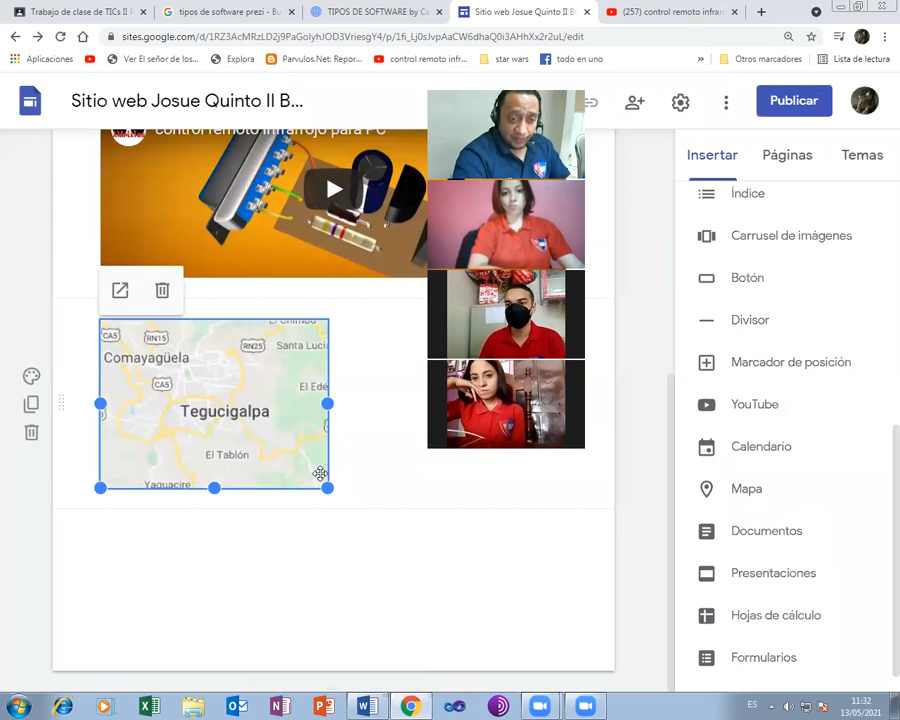 Trabajo de clase de TICs II P
tipos de software prezi - Bu
TIPOS DE SOFTWARE by Ca
Sitio web Josue Quinto II B
(257) control remoto infrarr
sites.google.com/d/1RZ3AcMRzLD2j9PaGolyhJOD3VriesgY4/p/1fi_Lj0sJvpAaCW6dhaQ0i3AHhXx2r2uL/edit
Aplicaciones
Ver El señor de los...
Explora
Parvulos.Net: Repor...
control remoto infr...
star wars
todo en uno
»
Otros marcadores
Lista de lectura
Sitio web Josue Quinto II B...
Publicar
Insertar
Páginas
Temas
control remoto infrarrojo para PC
Índice
Carrusel de imágenes
Botón
Divisor
Marcador de posición
YouTube
Calendario
Mapa
Documentos
Presentaciones
Hojas de cálculo
Formularios
CA5
RN15
RN25
Santa Lucí
Comayagüela
CA5
El Ede
Tegucigalpa
El Tablón
Yaguacire
ES
11:32
13/05/2021